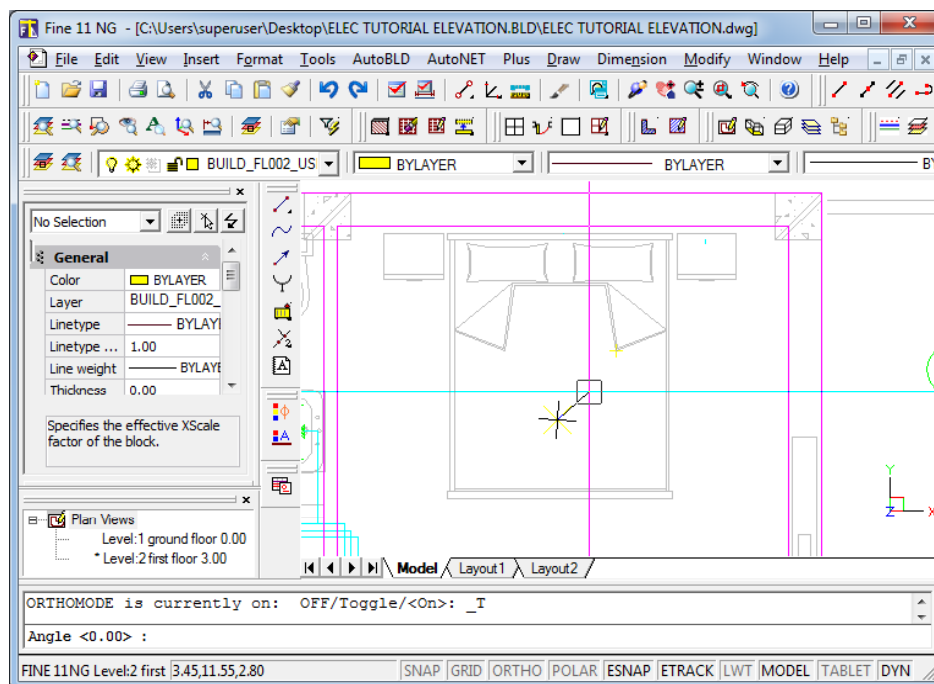 Fine 11 NG - [C:\Users\superuser\Desktop\ELEC TUTORIAL ELEVATION.BLD\ELEC TUTORIAL ELEVATION.dwg]
File Edit View Insert Format Tools AutoBLD AutoNET Plus Draw Dimension Modify Window Help
BUILD_FL002_US BYLAYER BYLAYER BY
No Selection
General
Color BYLAYER
Layer BUILD_FL002_
Linetype BYLAYE
Linetype ... 1.00
Line weight BYLAYE
Thickness 0.00
Specifies the effective XScale
factor of the block.
Plan Views
Level:1 ground floor 0.00
* Level:2 first floor 3.00
Y
Z X
Model Layout1 Layout2
ORTHOMODE is currently on: OFF/Toggle/<On>: _T
Angle <0.00> :
FINE 11NG Level:2 first 3.45,11.55,2.80 SNAP GRID ORTHO POLAR ESNAP ETRACK LWT MODEL TABLET DYN